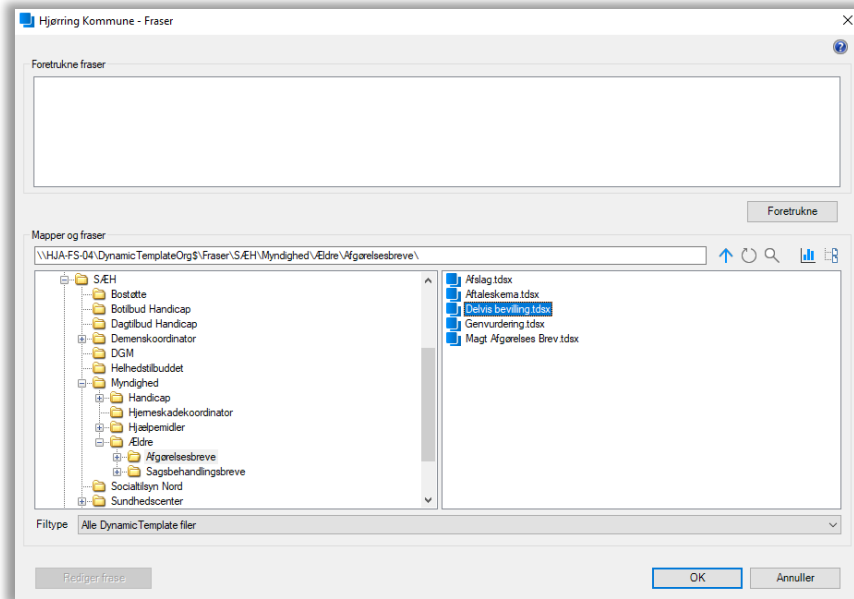 Hjørring Kommune - Fraser
Foretrukne fraser
Foretrukne
Mapper og fraser
\\HJA-FS-04\DynamicTemplateOrg$\Fraser\SÆH\Myndighed\Ældre\Afgørelsesbreve\
SÆH
Bostøtte
Botilbud Handicap
Dagtilbud Handicap
Demenskoordinator
DGM
Helhedstilbuddet
Myndighed
Handicap
Hjerneskadekoordinator
Hjælpemidler
Ældre
Afgørelsesbreve
Sagsbehandlingsbreve
Socialtilsyn Nord
Sundhedscenter
Afslag.tdsx
Aftaleskema.tdsx
Delvis bevilling.tdsx
Genvurdering.tdsx
Magt Afgørelses Brev.tdsx
Filtype Alle DynamicTemplate filer
Rediger frase
OK
Annuller